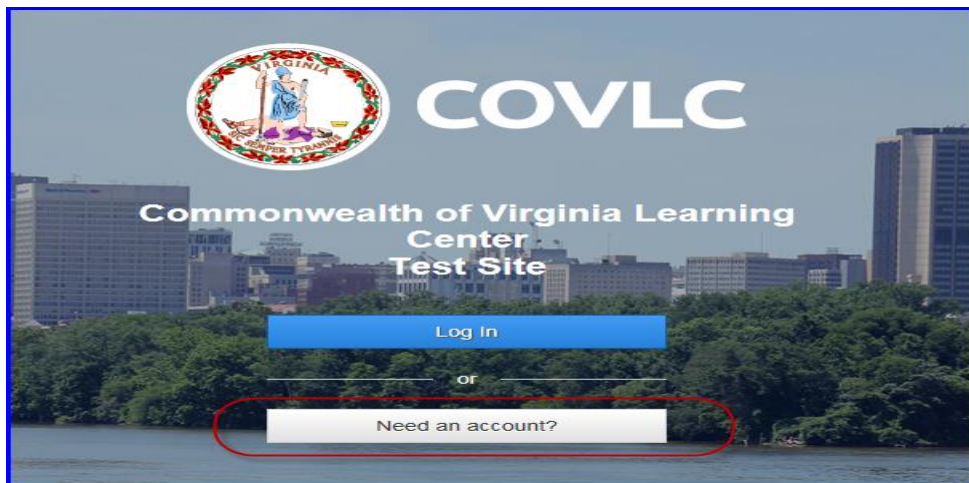 VIRGINIA
SIC SEMPER TYRANNIS
COVLC
Commonwealth of Virginia Learning
Center
Test Site
Log In
or
Need an account?